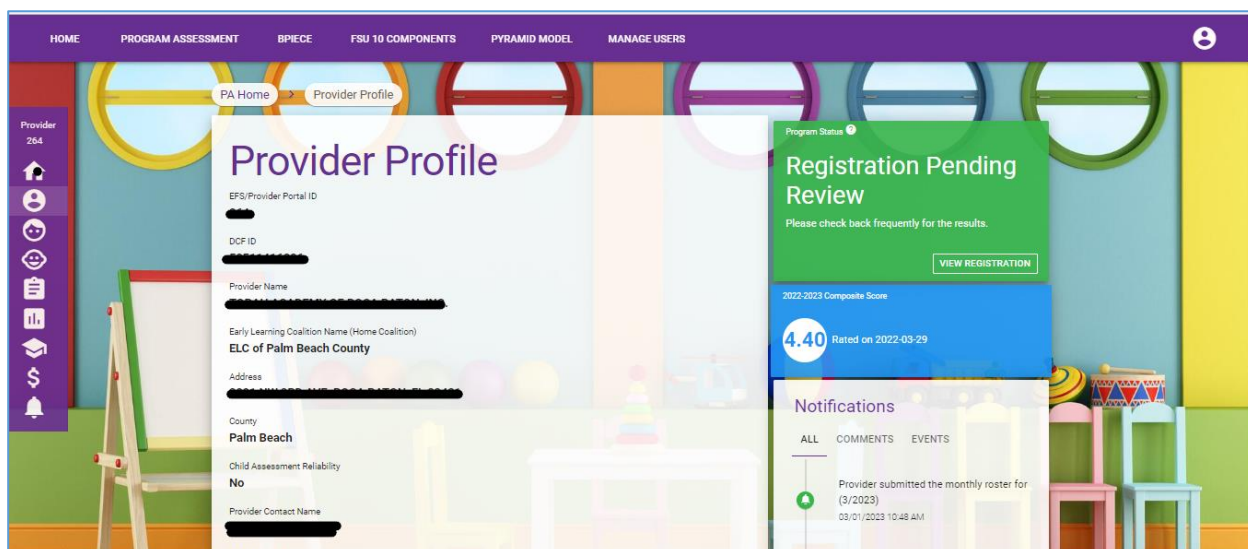 HOME PROGRAM ASSESSMENT BPIECE FSU 10 COMPONENTS PYRAMID MODEL MANAGE USERS
PA Home > Provider Profile
Provider
264
$
Provider Profile
EFS/Provider Portal ID
DCF ID
Provider Name
Early Learning Coalition Name (Home Coalition)
ELC of Palm Beach County
Address
County
Palm Beach
Child Assessment Reliability
No
Provider Contact Name
Program Status ?
Registration Pending
Review
Please check back frequently for the results.
VIEW REGISTRATION
2022-2023 Composite Score
4.40 Rated on 2022-03-29
Notifications
ALL COMMENTS EVENTS
Provider submitted the monthly roster for
(3/2023)
03/01/2023 10:48 AM